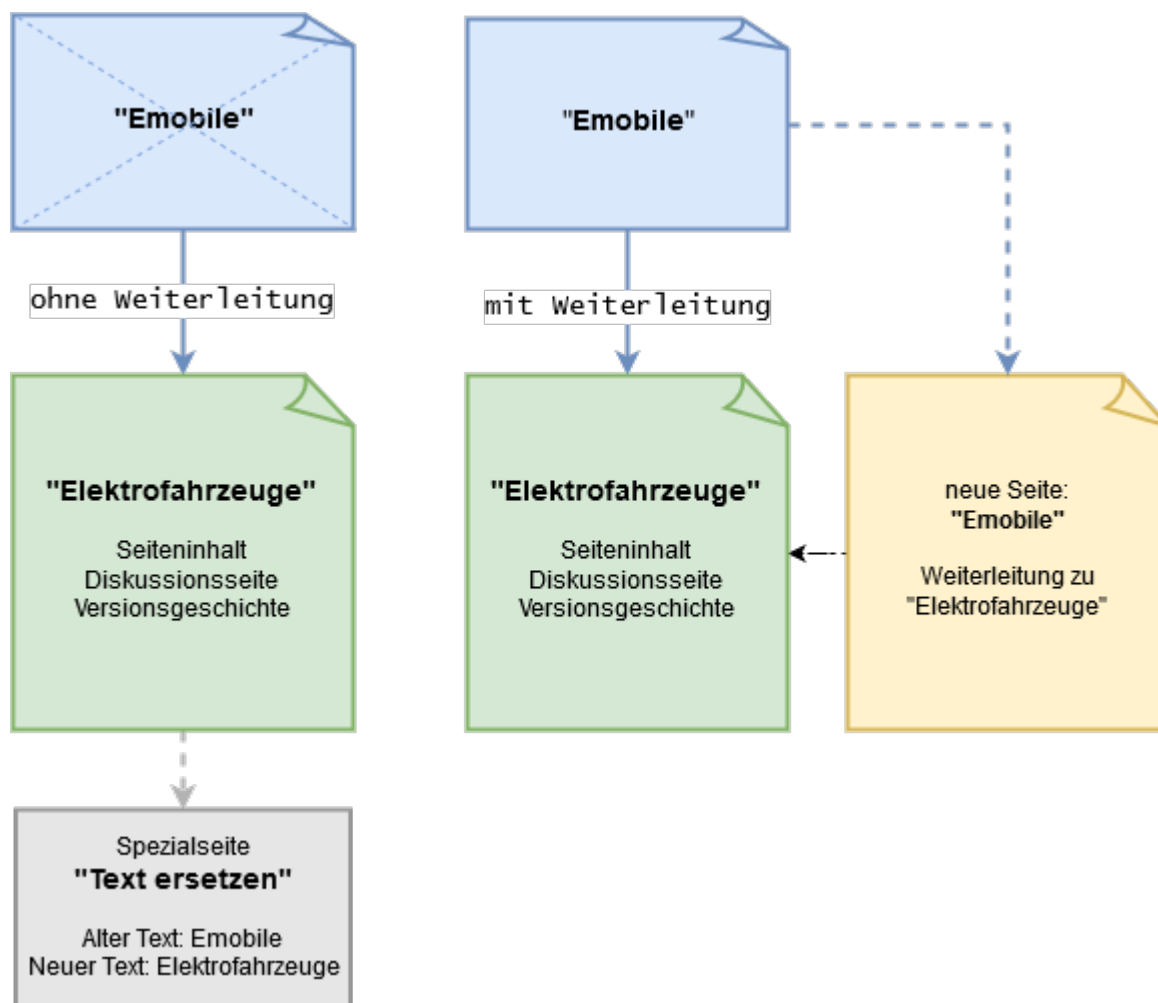 "Emobile"
ohne Weiterleitung
"Elektrofahrzeuge"
Seiteninhalt
Diskussionsseite
Versionsgeschichte
Spezialseite
"Text ersetzen"
Alter Text: Emobile
Neuer Text: Elektrofahrzeuge
"Emobile"
mit Weiterleitung
"Elektrofahrzeuge"
Seiteninhalt
Diskussionsseite
Versionsgeschichte
neue Seite:
"Emobile"
Weiterleitung zu
"Elektrofahrzeuge"